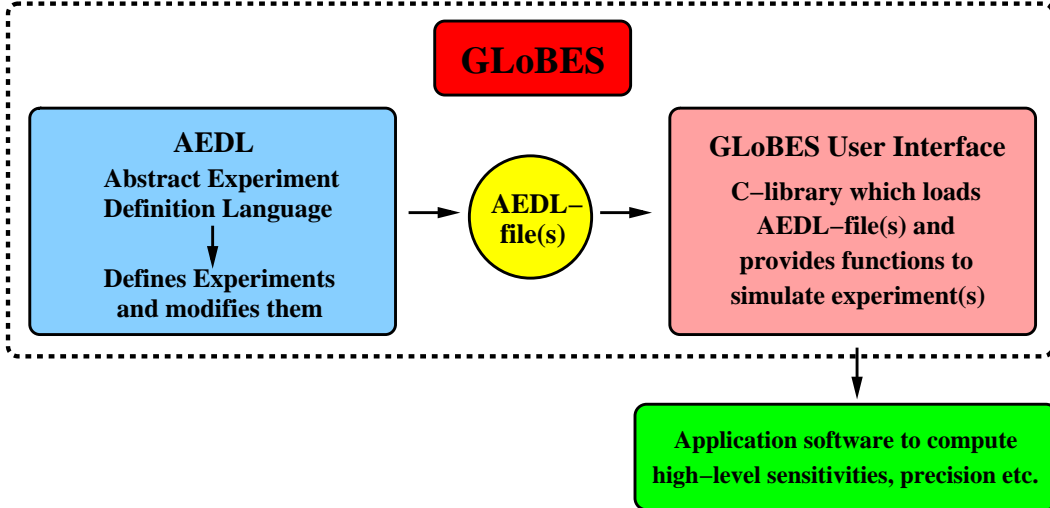 GLoBES
AEDL
Abstract Experiment
Definition Language
Defines Experiments
and modifies them
AEDL−
file(s)
GLoBES User Interface
C−library which loads
AEDL−file(s) and
provides functions to
simulate experiment(s)
Application software to compute
high−level sensitivities, precision etc.